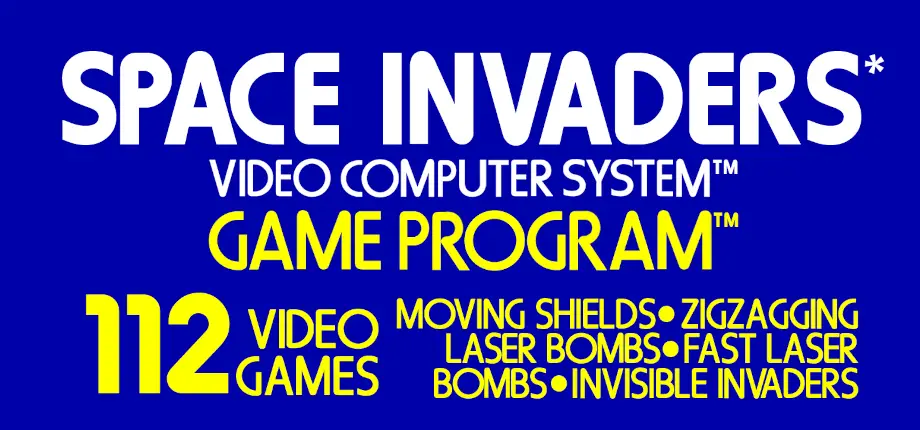 SPACE INVADERS*
VIDEO COMPUTER SYSTEM™
GAME PROGRAM™
112 VIDEO GAMES
MOVING SHIELDS•ZIGZAGGING
LASER BOMBS•FAST LASER
BOMBS•INVISIBLE INVADERS